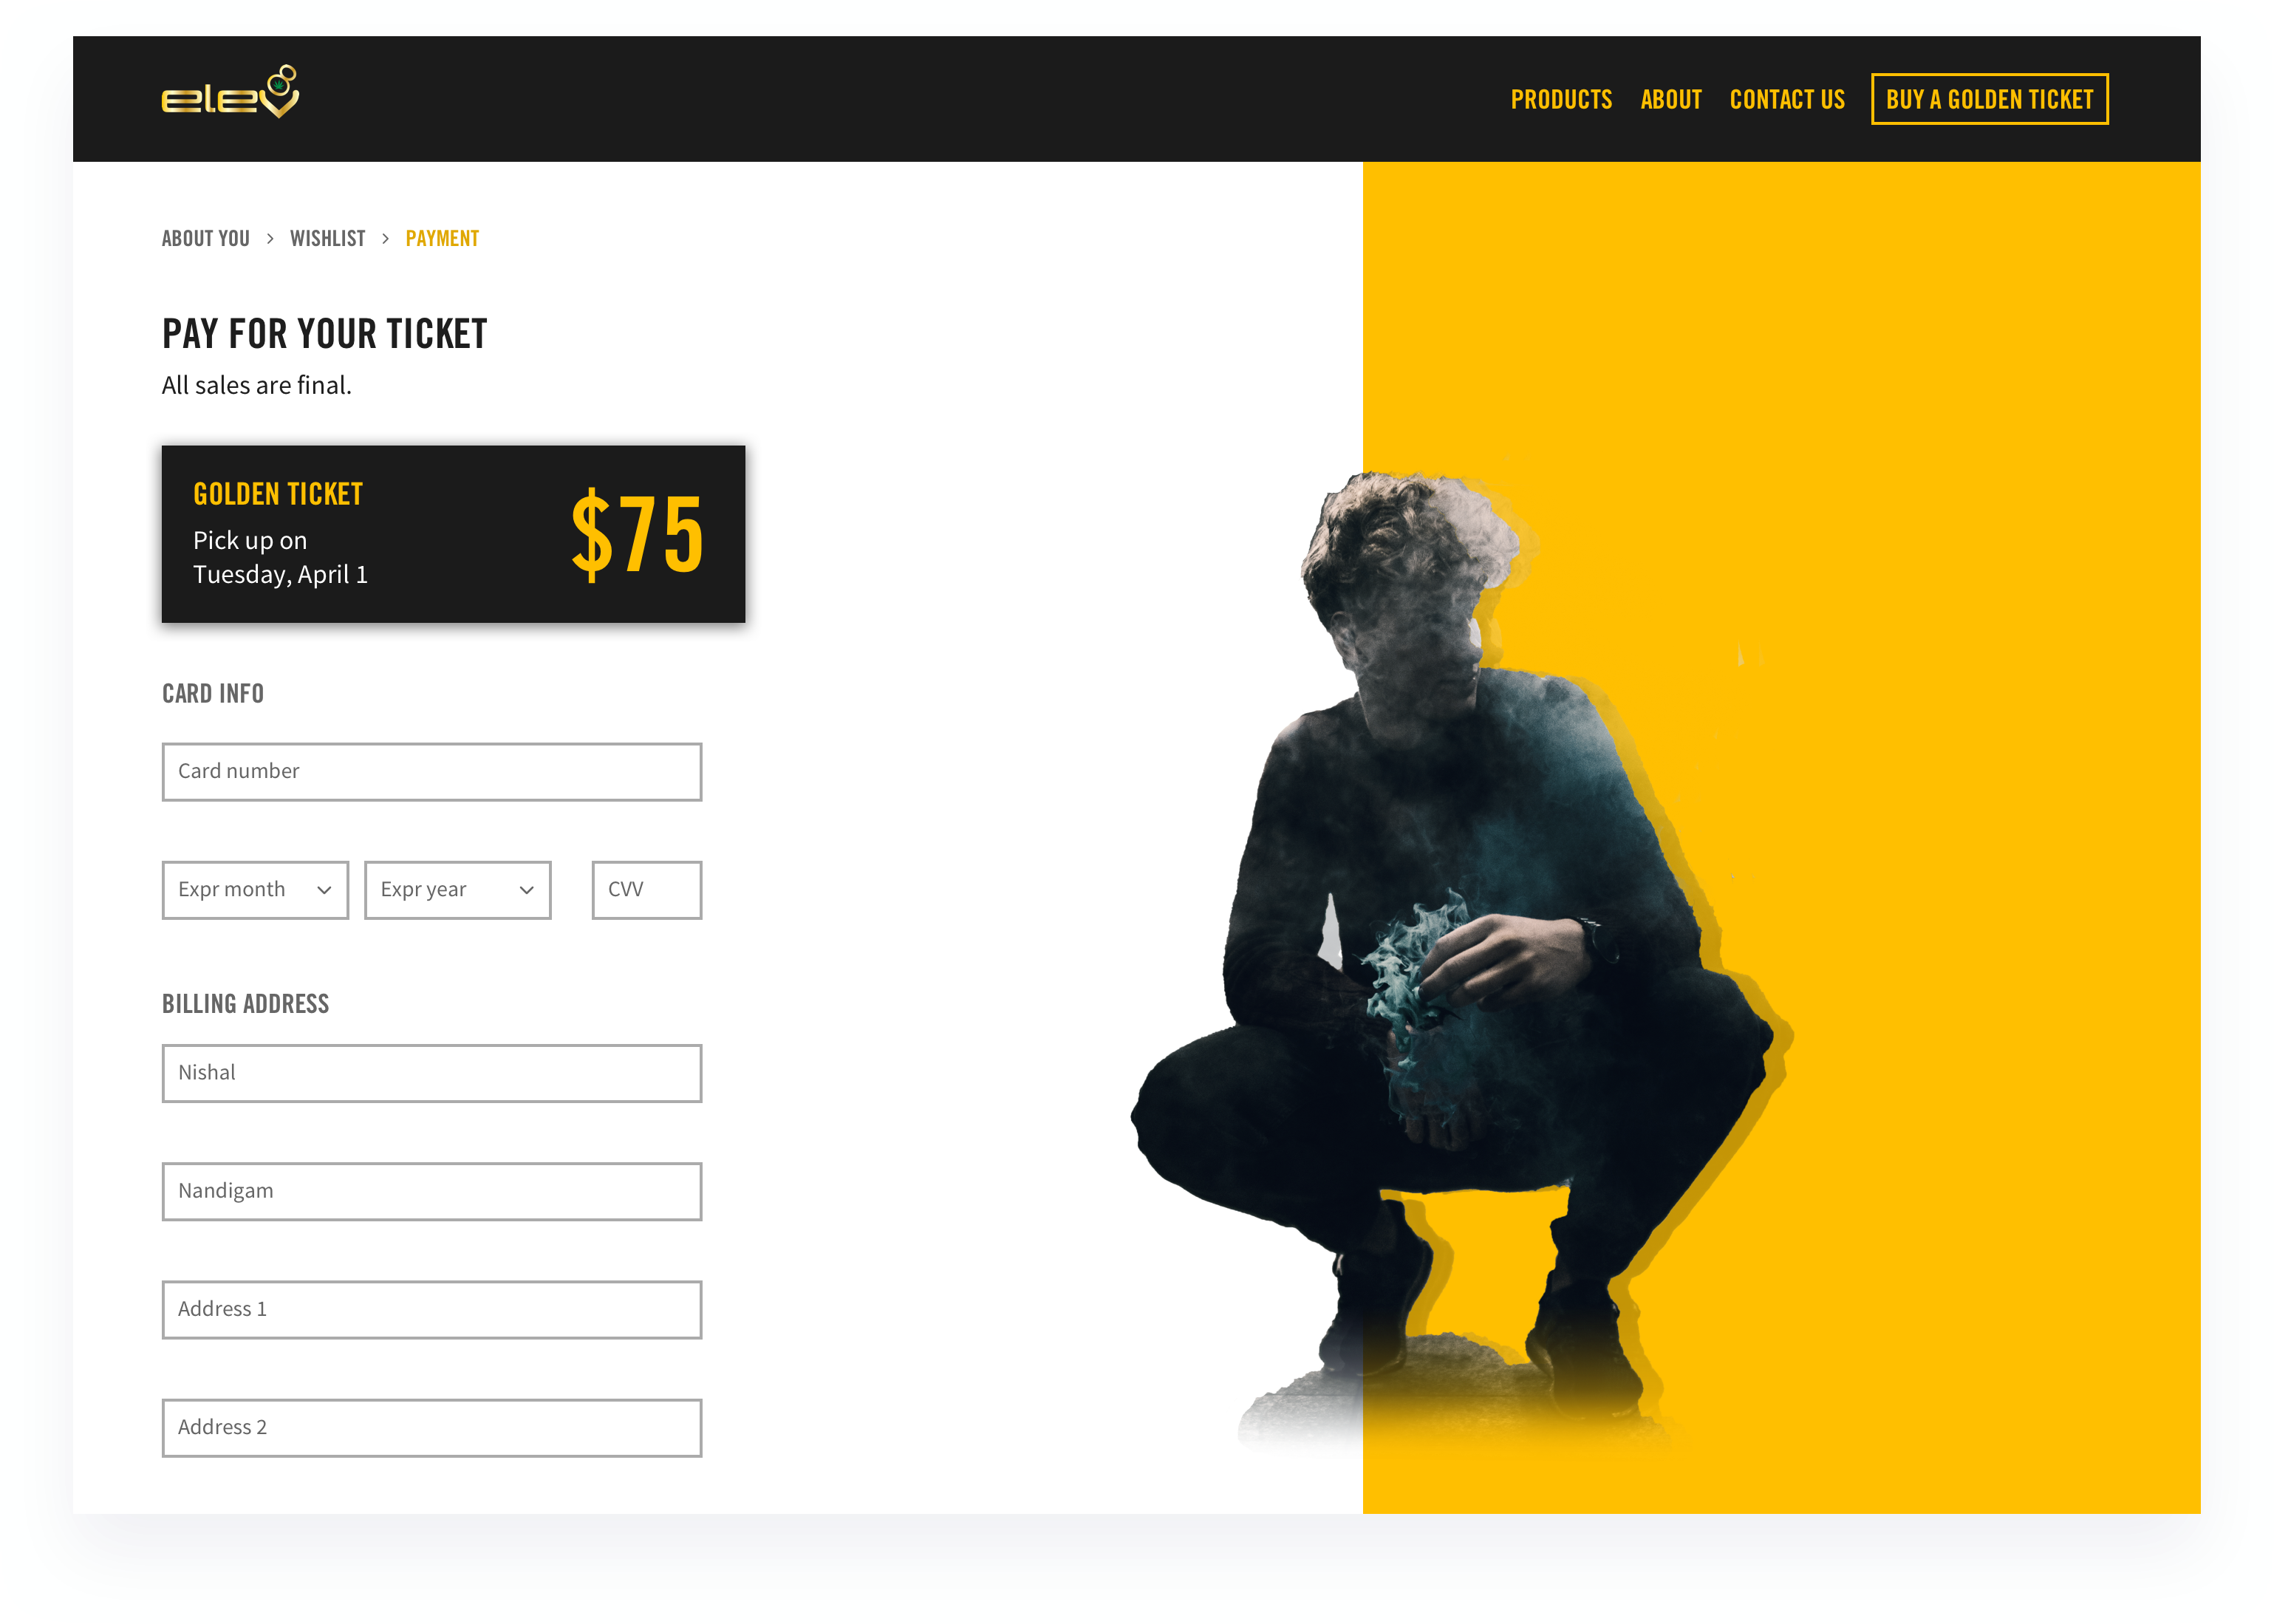 elev
PRODUCTS ABOUT CONTACT US BUY A GOLDEN TICKET
ABOUT YOU > WISHLIST > PAYMENT
PAY FOR YOUR TICKET
All sales are final.
GOLDEN TICKET
Pick up on
Tuesday, April 1
$75
CARD INFO
Card number
Expr month Expr year CVV
BILLING ADDRESS
Nishal
Nandigam
Address 1
Address 2